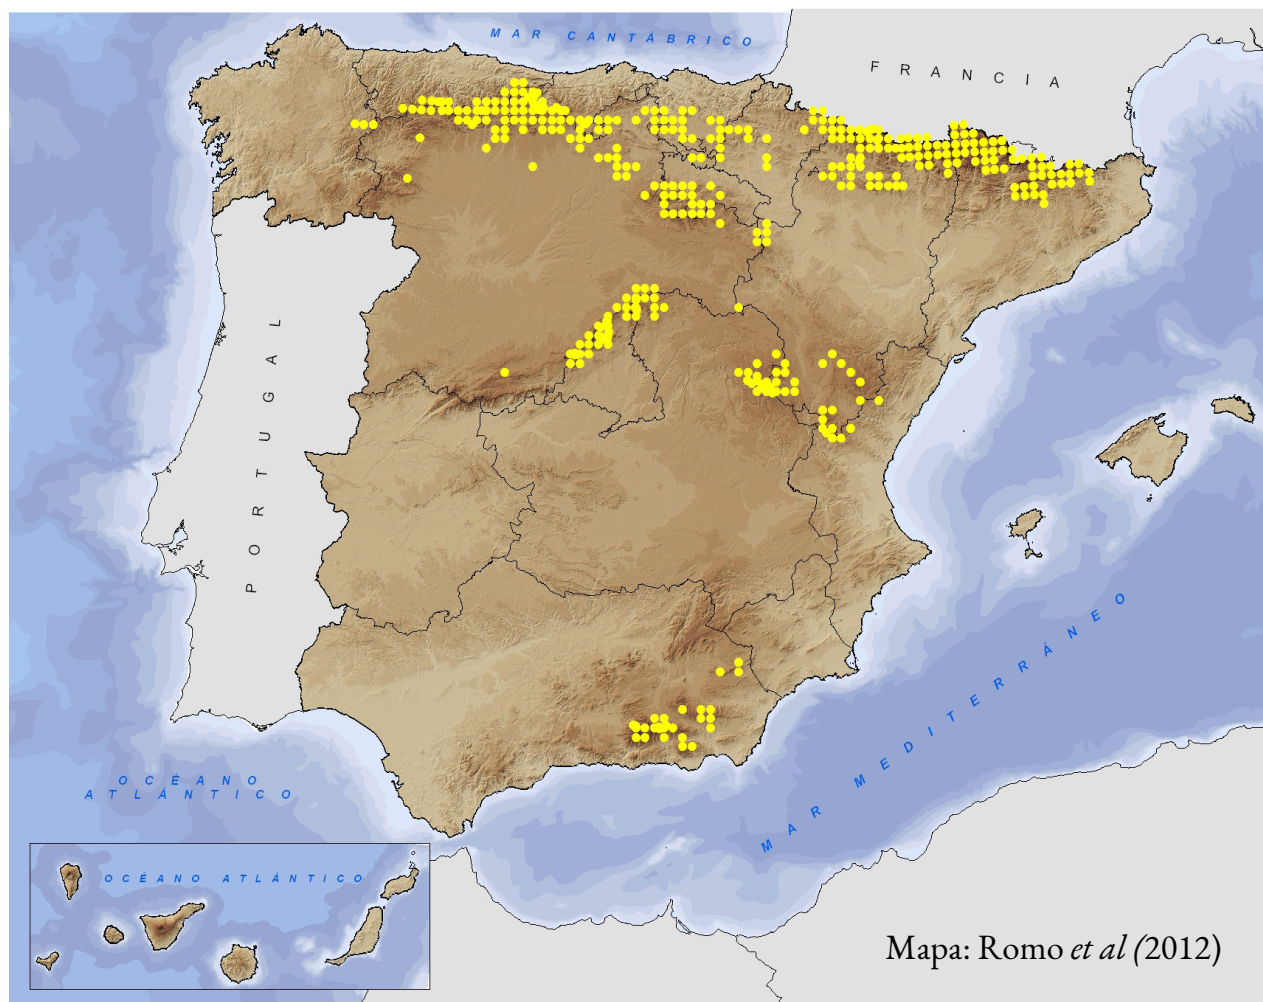 MAR CANTÁBRICO
FRANCIA
PORTUGAL
OCÉANO
ATLÁNTICO
MAR MEDITERRÁNEO
OCÉANO ATLÁNTICO
Mapa: Romo et al (2012)